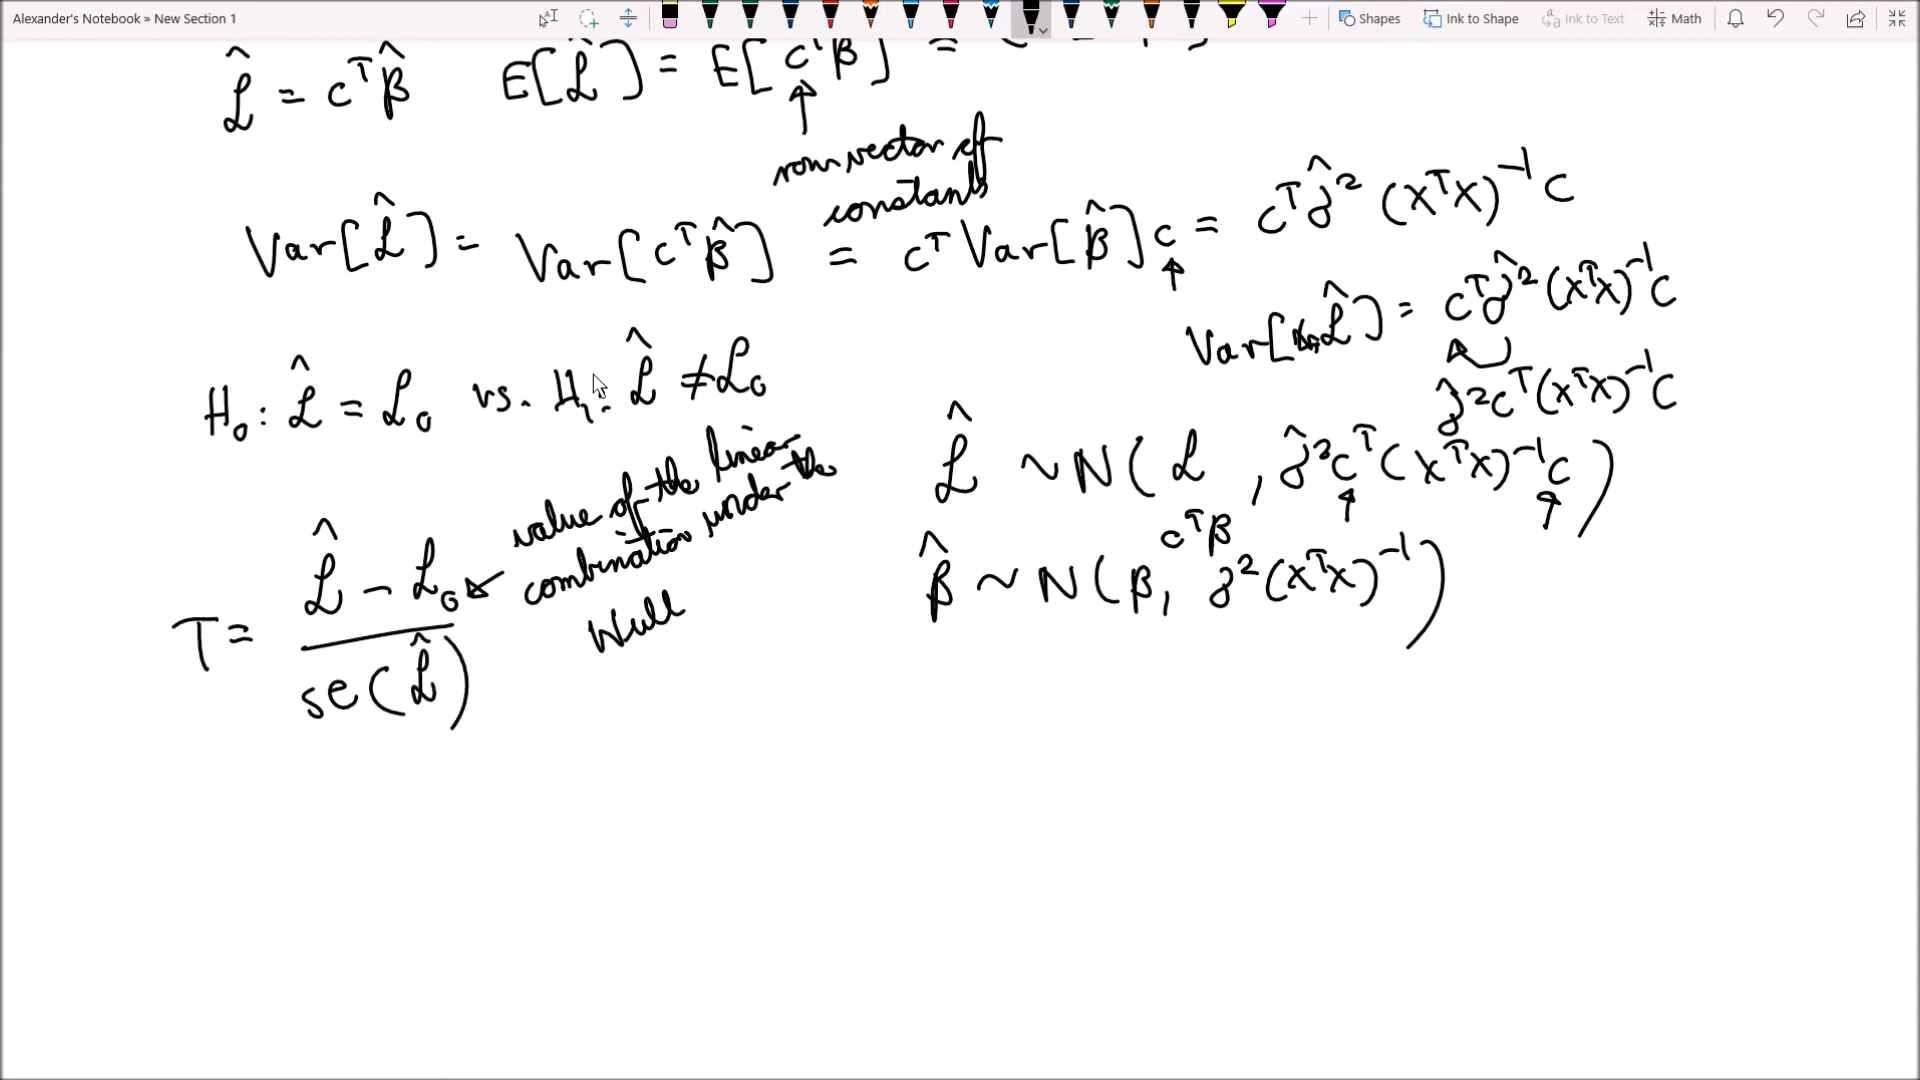 Alexander's Notebook » New Section 1
Shapes Ink to Shape Ink to Text Math
L̂ = cᵀβ̂ E[L̂] = E[cᵀβ̂] =
row vector of
constants
Var[L̂] = Var[cᵀβ̂] = cᵀVar[β̂]c = cᵀσ̂²(XᵀX)⁻¹c
Var[L̂] = cᵀσ̂²(XᵀX)⁻¹c
σ̂²cᵀ(XᵀX)⁻¹c
H₀: L̂ = L₀ vs. H₁: L̂ ≠ L₀
L̂ ~ N(L, σ̂²cᵀ(XᵀX)⁻¹c)
cᵀβ
β̂ ~ N(β, σ²(XᵀX)⁻¹)
T = (L̂ - L₀) / se(L̂)
value of the linear
combination under the
Null